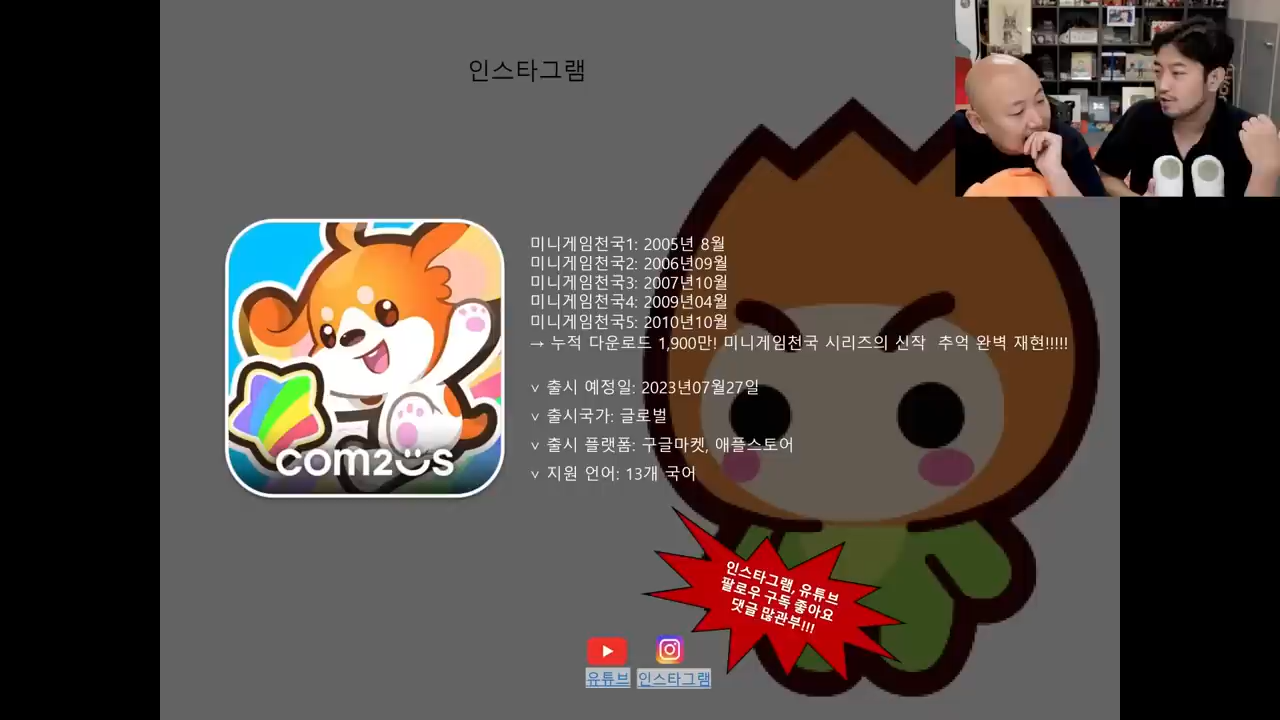 인스타그램
미니게임천국1: 2005년 8월
미니게임천국2: 2006년09월
미니게임천국3: 2007년10월
미니게임천국4: 2009년04월
미니게임천국5: 2010년10월
→ 누적 다운로드 1,900만! 미니게임천국 시리즈의 신작 추억 완벽 재현!!!!!
v 출시 예정일: 2023년07월27일
v 출시국가: 글로벌
v 출시 플랫폼: 구글마켓, 애플스토어
v 지원 언어: 13개 국어
com2us
인스타그램, 유튜브
팔로우 구독 좋아요
댓글 많관부!!!
유튜브 인스타그램